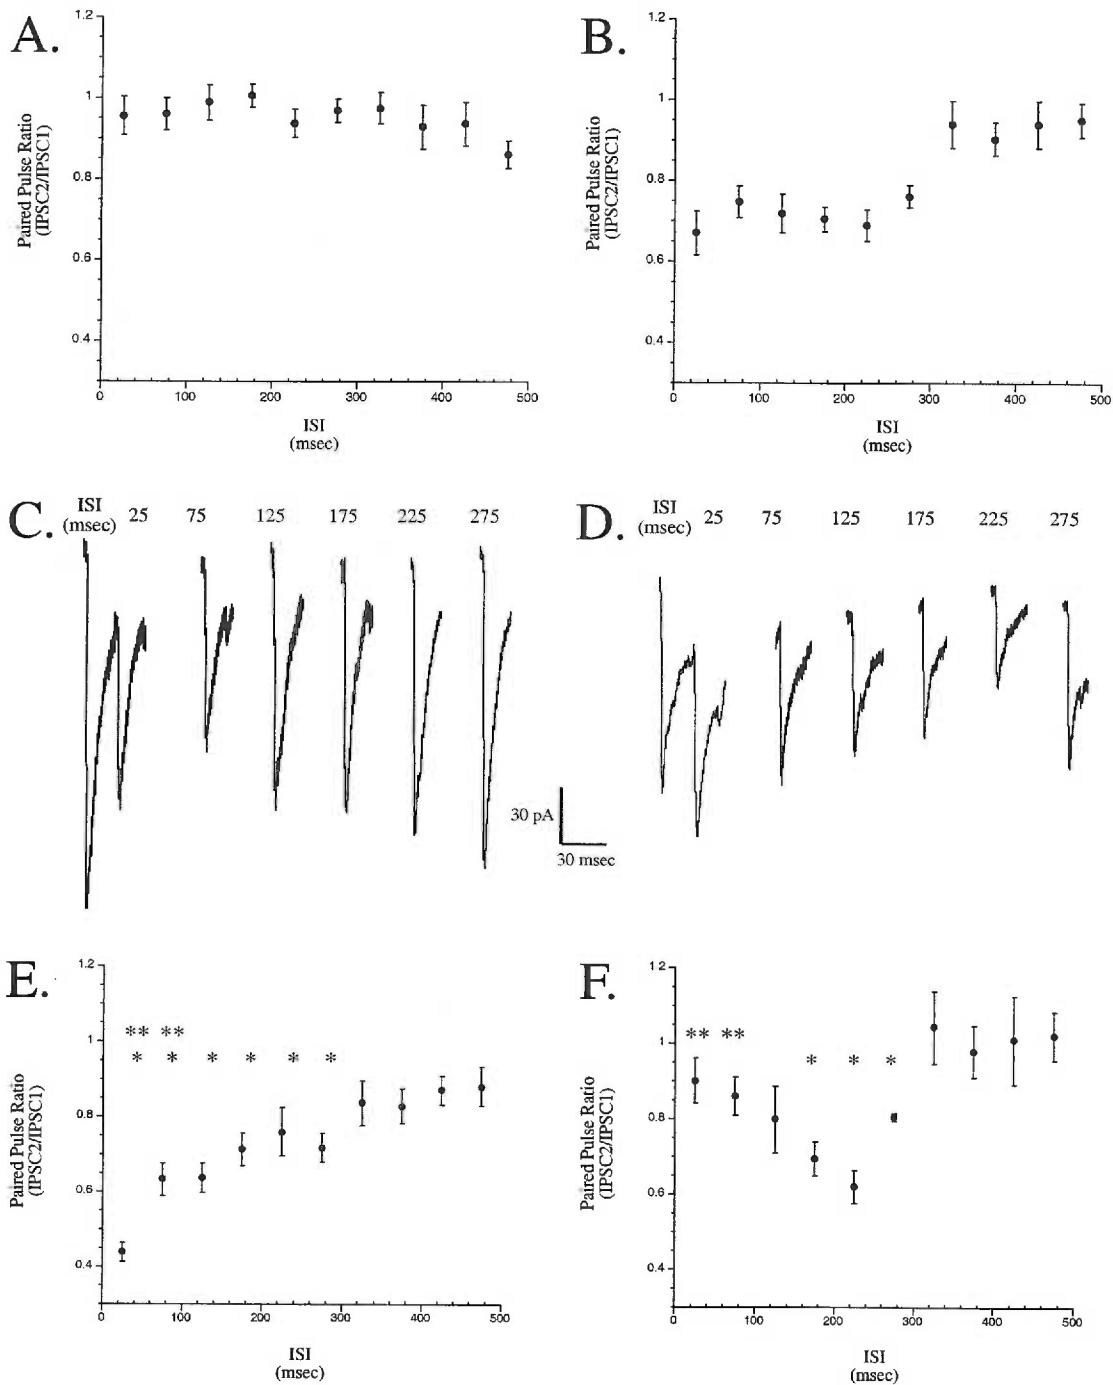 A.
1.2
1
0.8
0.6
0.4
Paired Pulse Ratio
(IPSC2/IPSC1)
0 100 200 300 400 500
ISI
(msec)
B.
1.2
1
0.8
0.6
0.4
Paired Pulse Ratio
(IPSC2/IPSC1)
0 100 200 300 400 500
ISI
(msec)
C.
ISI
(msec) 25 75 125 175 225 275
30 pA
30 msec
D.
ISI
(msec) 25 75 125 175 225 275
E.
1.2
1
0.8
0.6
0.4
Paired Pulse Ratio
(IPSC2/IPSC1)
** **
* * * * * *
0 100 200 300 400 500
ISI
(msec)
F.
1.2
1
0.8
0.6
0.4
Paired Pulse Ratio
(IPSC2/IPSC1)
** **
* * *
0 100 200 300 400 500
ISI
(msec)